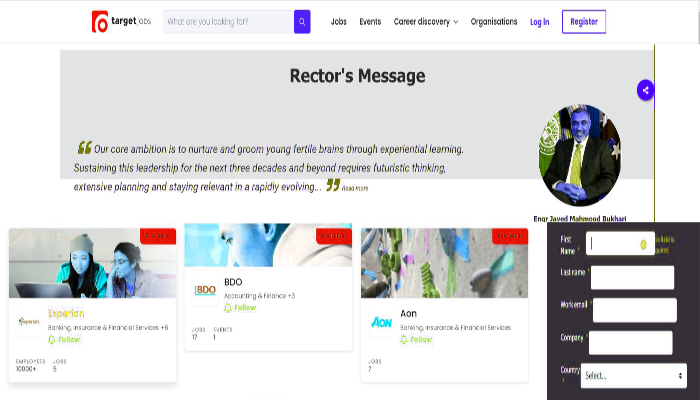 target jobs
What are you looking for?
Jobs
Events
Career discovery
Organisations
Log in
Register
Rector's Message
Our core ambition is to nurture and groom young fertile brains through experiential learning.
Sustaining this leadership for the next three decades and beyond requires futuristic thinking,
extensive planning and staying relevant in a rapidly evolving... Read more
Engr Javed Mahmood Bukhari
Experian
Experian
Banking, Insurance & Financial Services +6
Follow
EMPLOYEES JOBS
10000+ 5
BDO
BDO
Accounting & Finance +3
Follow
JOBS EVENTS
17 1
AON
Aon
Banking, Insurance & Financial Services
Follow
JOBS
7
First
Name *
Last name *
Work email *
Company *
Country
*
Select...